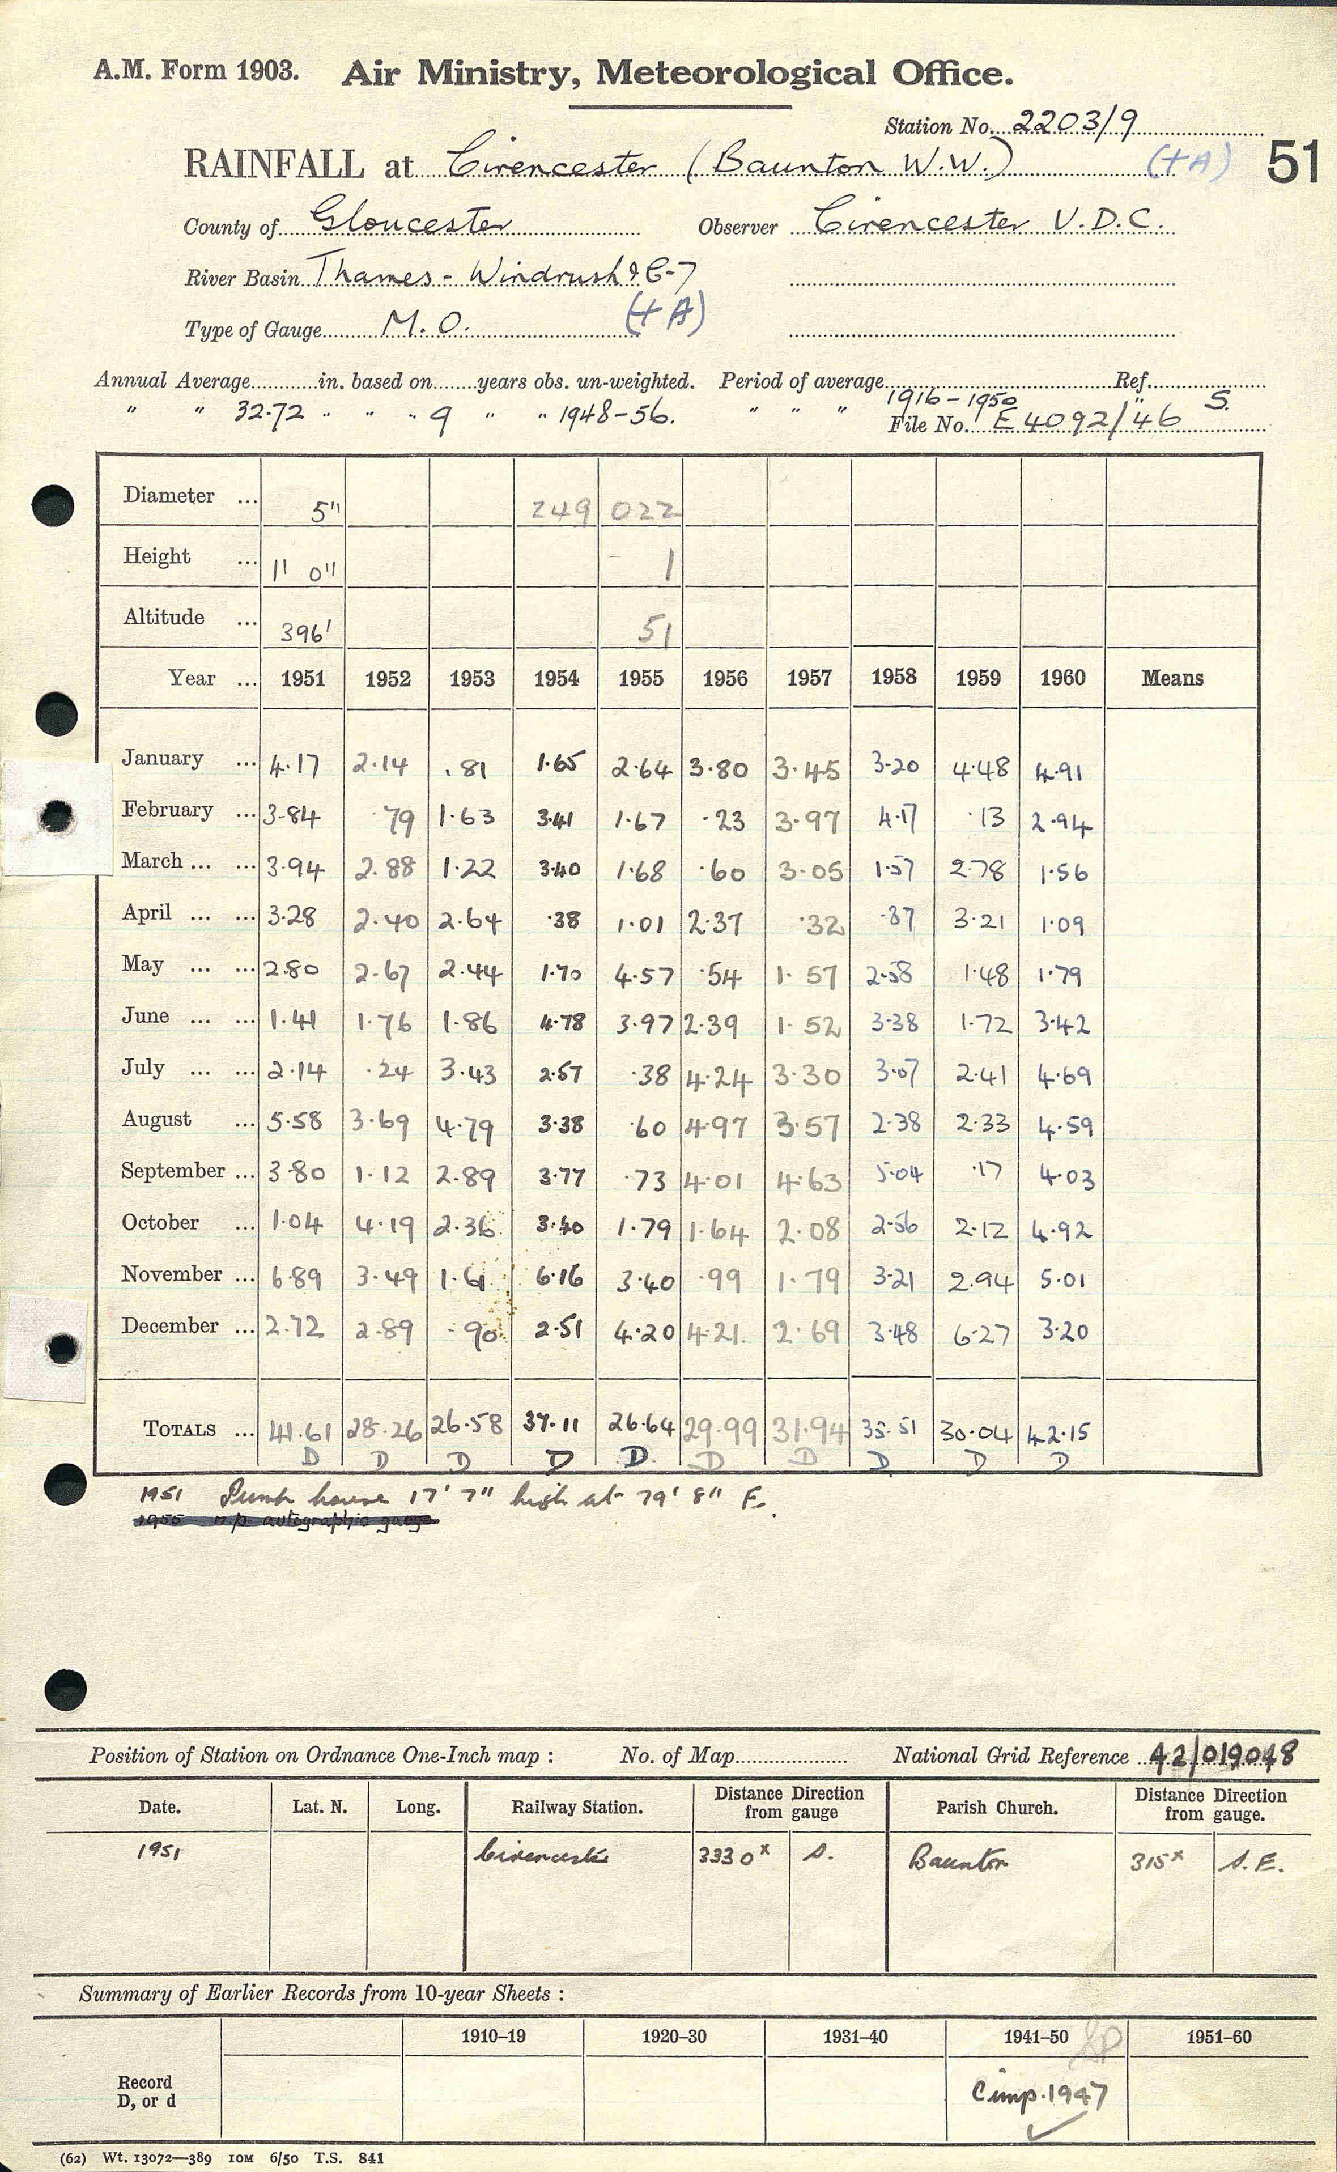 A.M. Form 1903. Air Ministry, Meteorological Office.
Station No. 2203/9
RAINFALL at Cirencester (Baunton W.W.) (+A) 51
County of Gloucester Observer Cirencester U.D.C.
River Basin Thames - Windrush & C-7
Type of Gauge M.O. (+A)
Annual Average in. based on years obs. un-weighted. Period of average 1916-1950 Ref. S.
" " 32.72 " " " 9 " " 1948-56. " " " " File No. E 4092/46
Diameter ... 5" 249 022
Height ... 1' 0" 1
Altitude ... 396' 51
Year ... 1951 1952 1953 1954 1955 1956 1957 1958 1959 1960 Means
January ... 4.17 2.14 .81 1.65 2.64 3.80 3.45 3.20 4.48 4.91
February ... 3.84 .79 1.63 3.41 1.67 .23 3.97 4.17 .13 2.94
March ... ... 3.94 2.88 1.22 3.40 1.68 .60 3.05 1.57 2.78 1.56
April ... ... 3.28 2.40 2.64 .38 1.01 2.37 .32 .87 3.21 1.09
May ... ... 2.80 2.67 2.44 1.70 4.57 .54 1.57 2.58 1.48 1.79
June ... ... 1.41 1.76 1.86 4.78 3.97 2.39 1.52 3.38 1.72 3.42
July ... ... 2.14 .24 3.43 2.57 .38 4.24 3.30 3.07 2.41 4.69
August ... 5.58 3.69 4.79 3.38 .60 4.97 3.57 2.38 2.33 4.59
September ... 3.80 1.12 2.89 3.77 .73 4.01 4.63 5.04 .17 4.03
October ... 1.04 4.19 2.36 3.40 1.79 1.64 2.08 2.56 2.12 4.92
November ... 6.89 3.49 1.61 6.16 3.40 .99 1.79 3.21 2.94 5.01
December ... 2.72 2.89 .90 2.51 4.20 4.21 2.69 3.48 6.27 3.20
TOTALS ... 41.61 28.26 26.58 37.11 26.64 29.99 31.94 35.51 30.04 42.15
D D D D D D D D D D
1951 Pump house 17' 7" high at 79' 8" E.
1955 autographic gauge
Position of Station on Ordnance One-Inch map : No. of Map National Grid Reference 42/019048
Date. Lat. N. Long. Railway Station. Distance from gauge Direction Parish Church. Distance from Direction gauge.
1951 Cirencester 3330x S. Baunton 315x S.E.
Summary of Earlier Records from 10-year Sheets :
1910–19 1920–30 1931–40 1941–50 1951–60
Record D, or d Cimp. 1947
(62) Wt. 13072—389 10M 6/50 T.S. 841